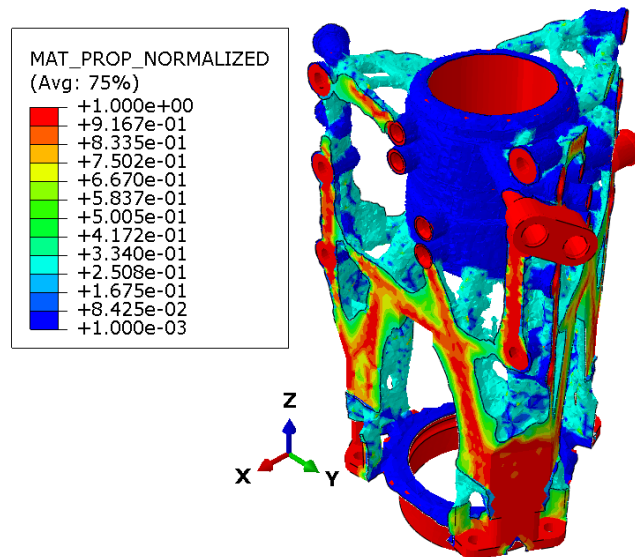 MAT_PROP_NORMALIZED
(Avg: 75%)
+1.000e+00
+9.167e-01
+8.335e-01
+7.502e-01
+6.670e-01
+5.837e-01
+5.005e-01
+4.172e-01
+3.340e-01
+2.508e-01
+1.675e-01
+8.425e-02
+1.000e-03
Z
X
Y